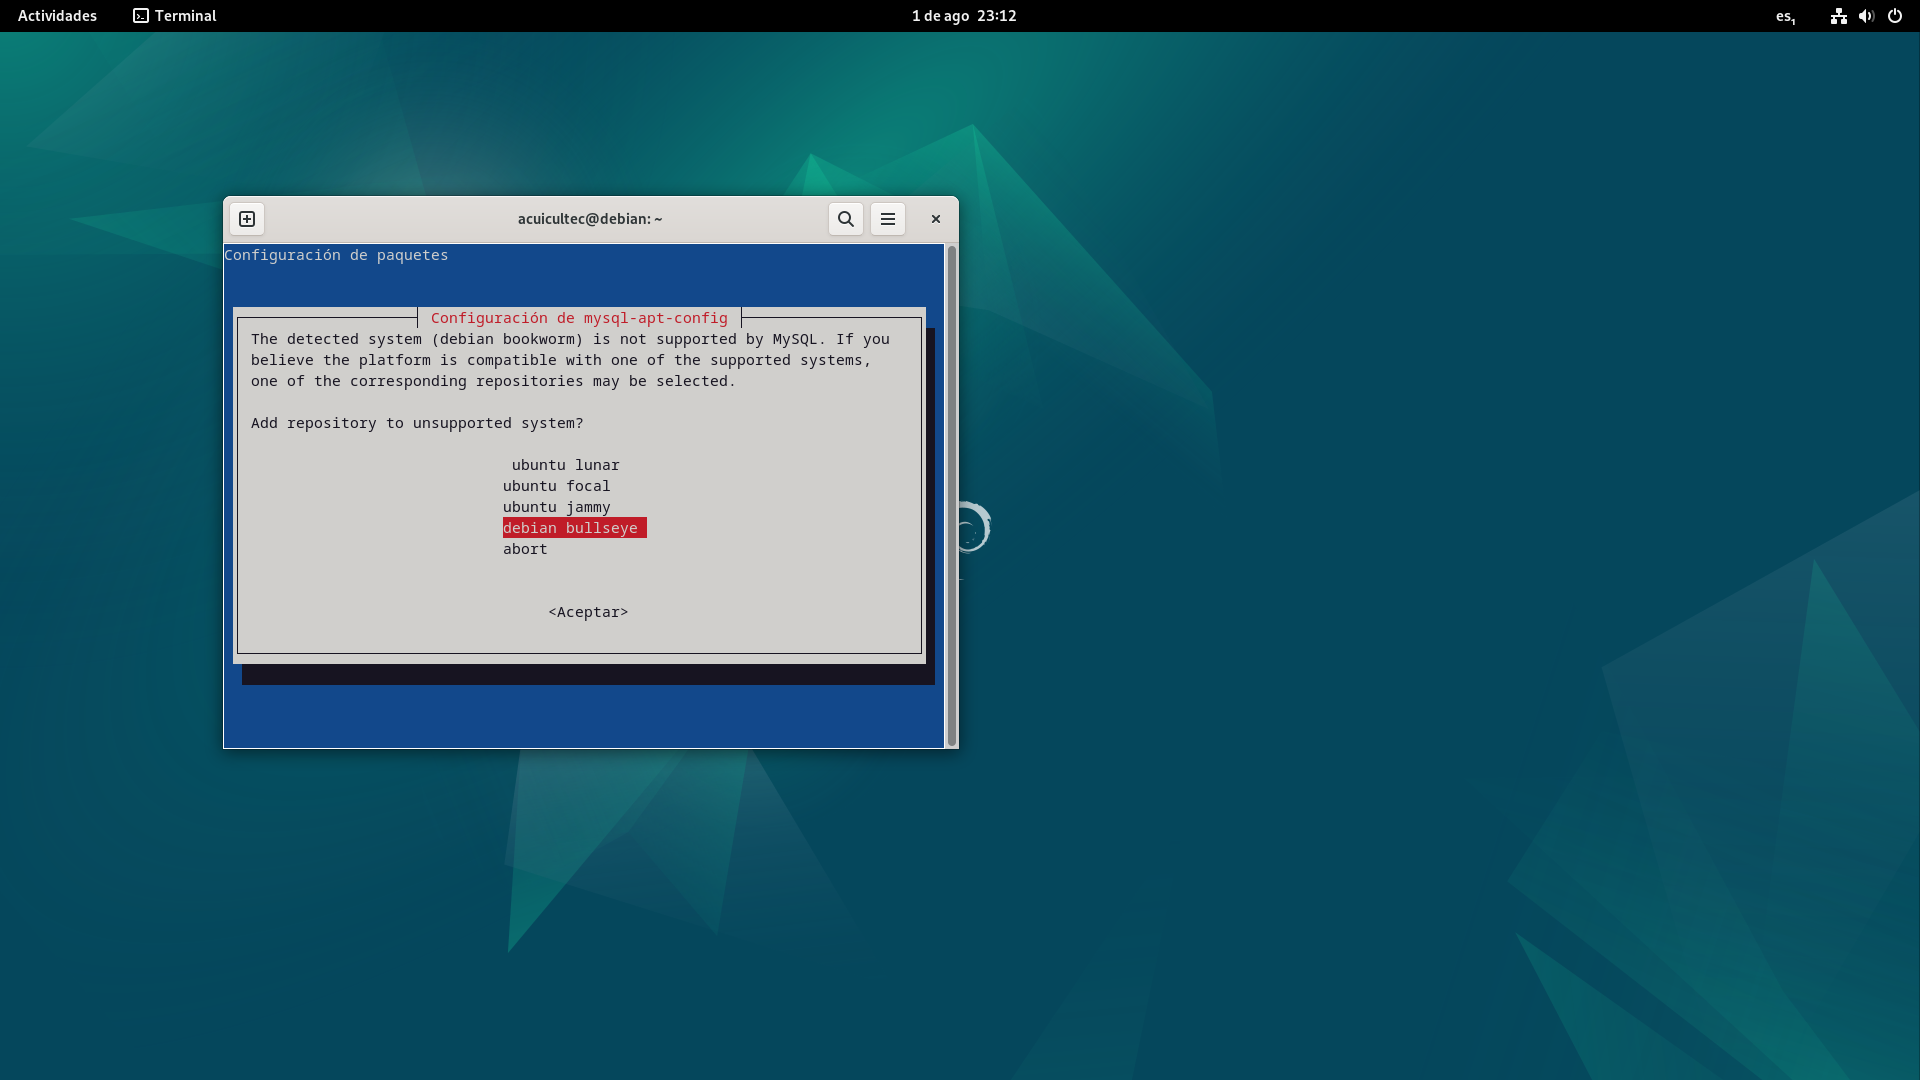 Actividades
Terminal
1 de ago 23:12
es₁
acuicultec@debian: ~
Configuración de paquetes
Configuración de mysql-apt-config
The detected system (debian bookworm) is not supported by MySQL. If you
believe the platform is compatible with one of the supported systems,
one of the corresponding repositories may be selected.
Add repository to unsupported system?
ubuntu lunar
ubuntu focal
ubuntu jammy
debian bullseye
abort
<Aceptar>